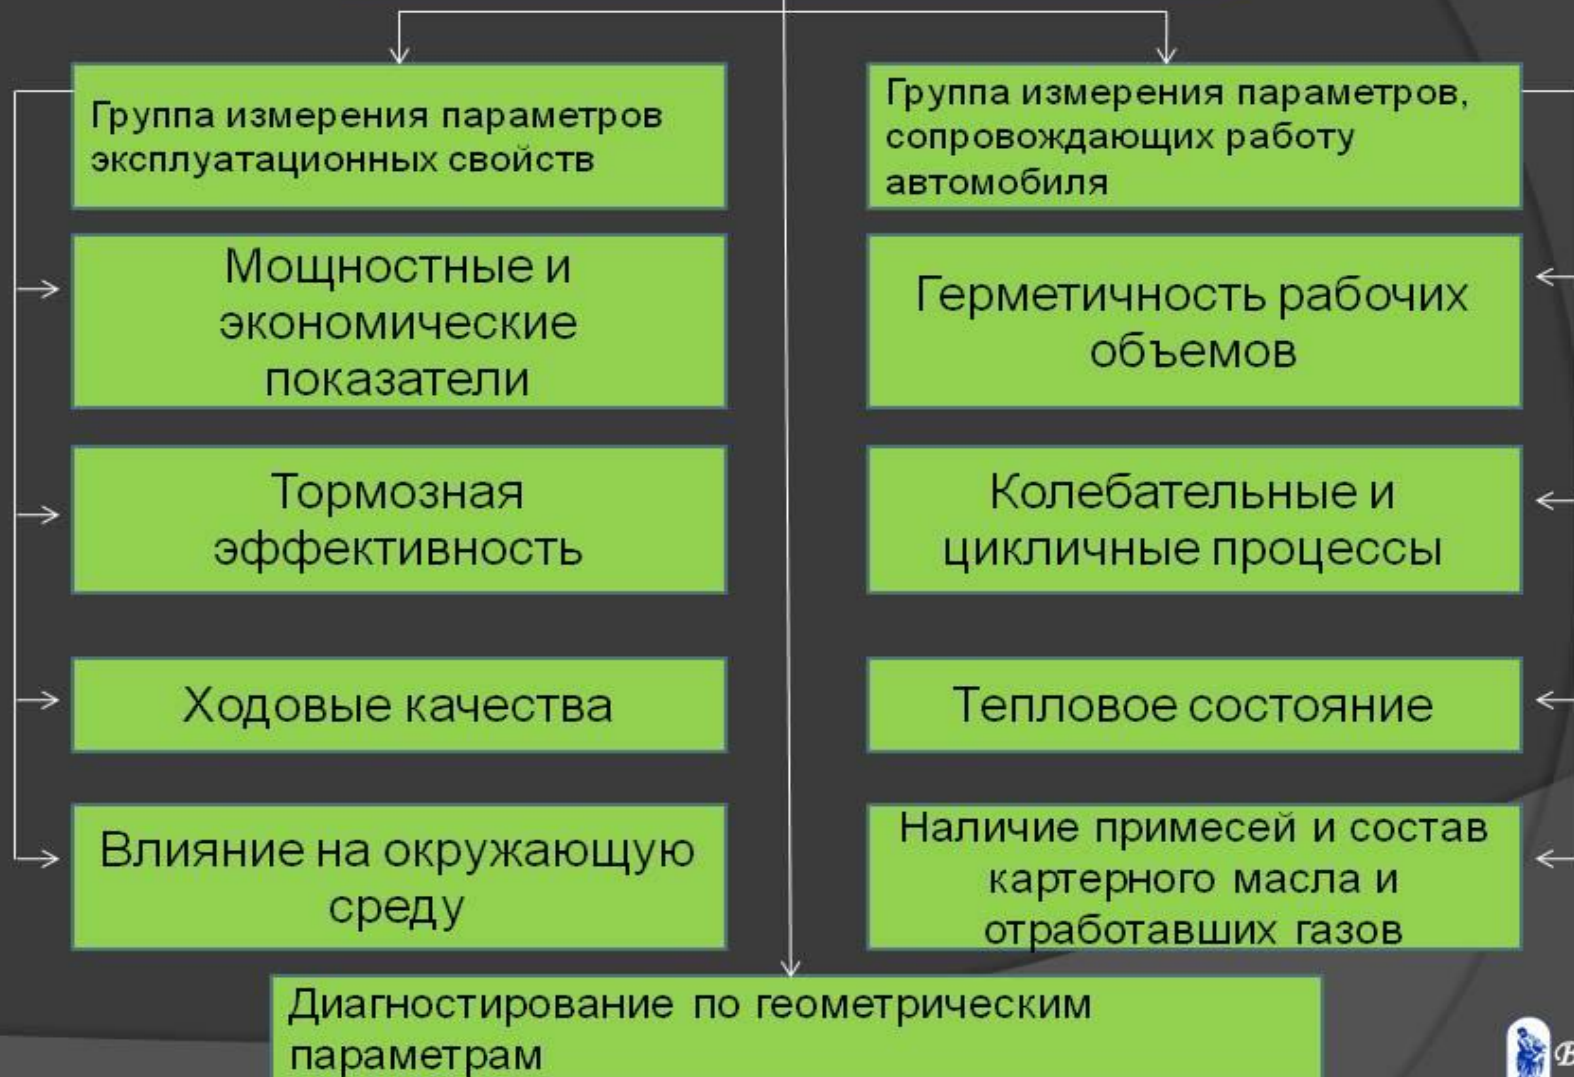 Группа измерения параметров
эксплуатационных свойств
Мощностные и
экономические
показатели
Тормозная
эффективность
Ходовые качества
Влияние на окружающую
среду
Группа измерения параметров,
сопровождающих работу
автомобиля
Герметичность рабочих
объемов
Колебательные и
цикличные процессы
Тепловое состояние
Наличие примесей и состав
картерного масла и
отработавших газов
Диагностирование по геометрическим
параметрам